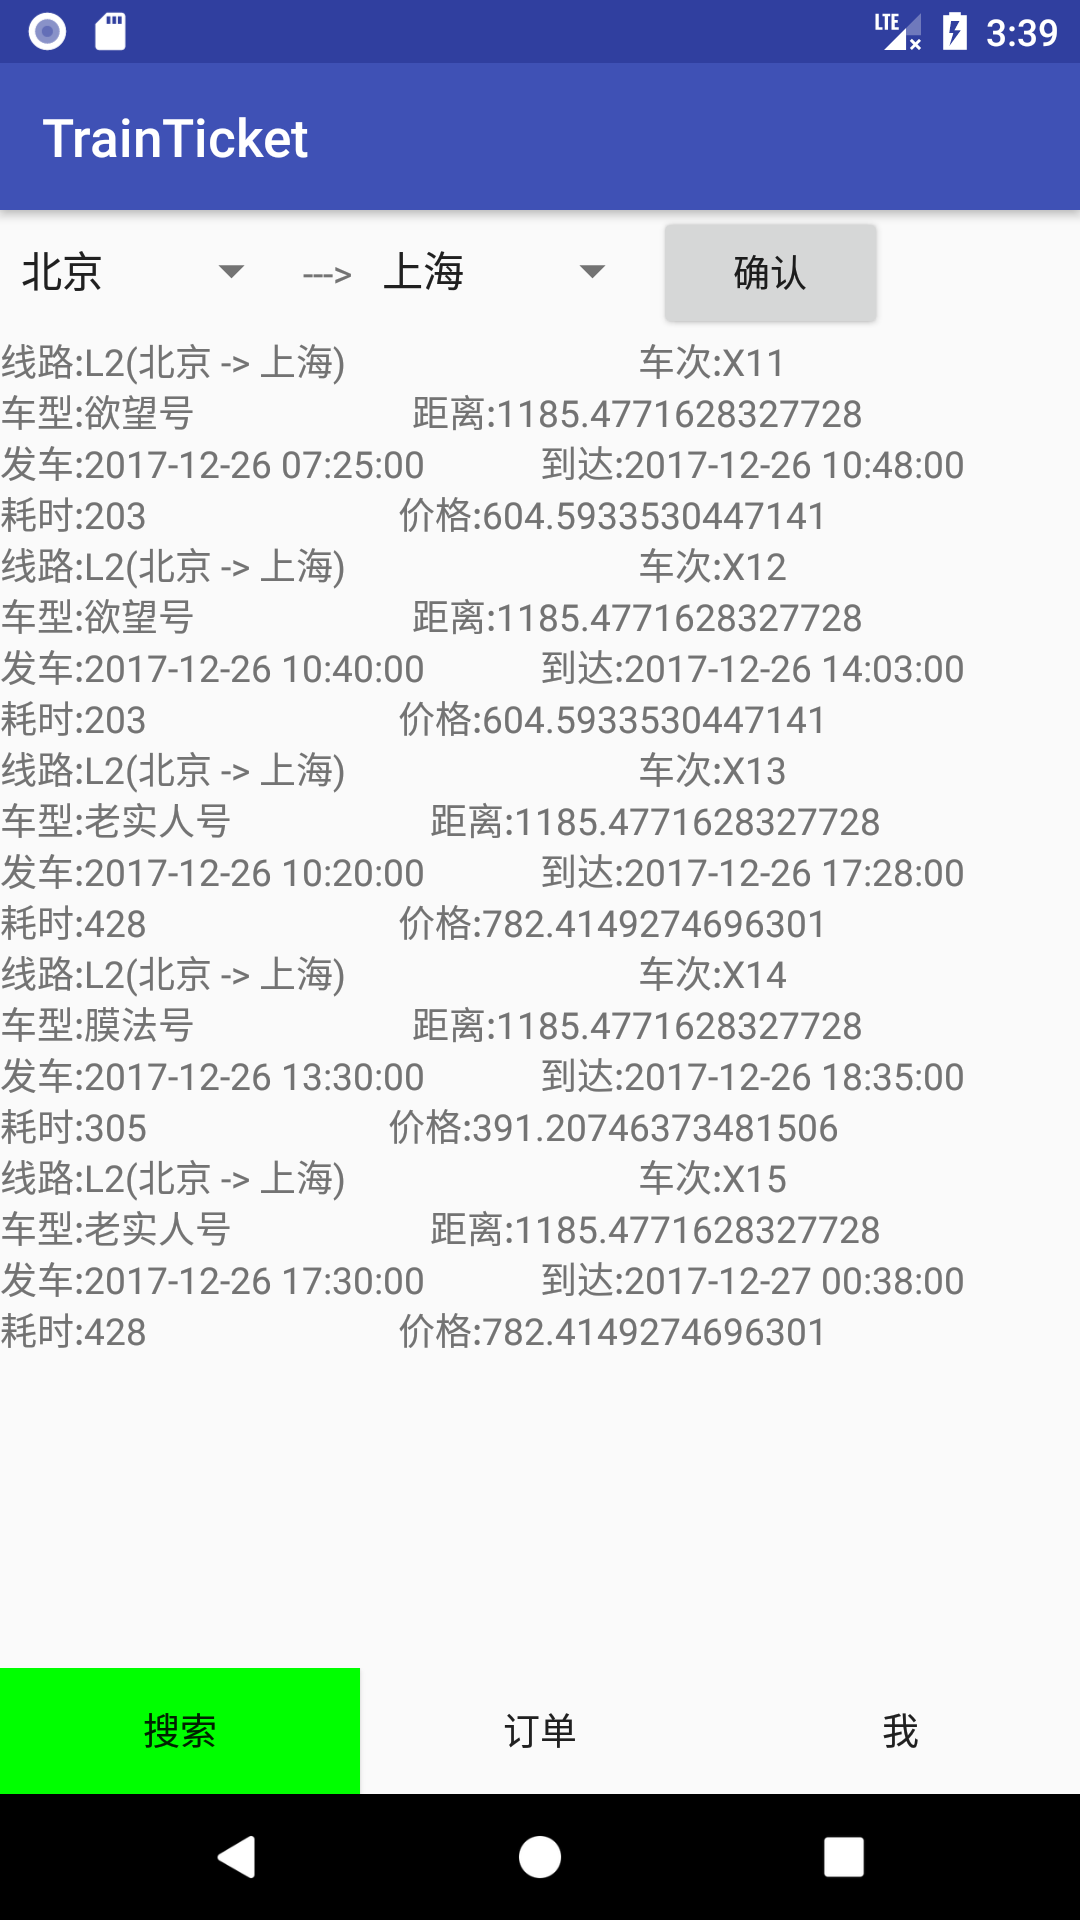 LTE 3:39
TrainTicket
北京 ---> 上海 确认
线路:L2(北京 -> 上海) 车次:X11
车型:欲望号 距离:1185.4771628327728
发车:2017-12-26 07:25:00 到达:2017-12-26 10:48:00
耗时:203 价格:604.5933530447141
线路:L2(北京 -> 上海) 车次:X12
车型:欲望号 距离:1185.4771628327728
发车:2017-12-26 10:40:00 到达:2017-12-26 14:03:00
耗时:203 价格:604.5933530447141
线路:L2(北京 -> 上海) 车次:X13
车型:老实人号 距离:1185.4771628327728
发车:2017-12-26 10:20:00 到达:2017-12-26 17:28:00
耗时:428 价格:782.4149274696301
线路:L2(北京 -> 上海) 车次:X14
车型:膜法号 距离:1185.4771628327728
发车:2017-12-26 13:30:00 到达:2017-12-26 18:35:00
耗时:305 价格:391.20746373481506
线路:L2(北京 -> 上海) 车次:X15
车型:老实人号 距离:1185.4771628327728
发车:2017-12-26 17:30:00 到达:2017-12-27 00:38:00
耗时:428 价格:782.4149274696301
搜索 订单 我